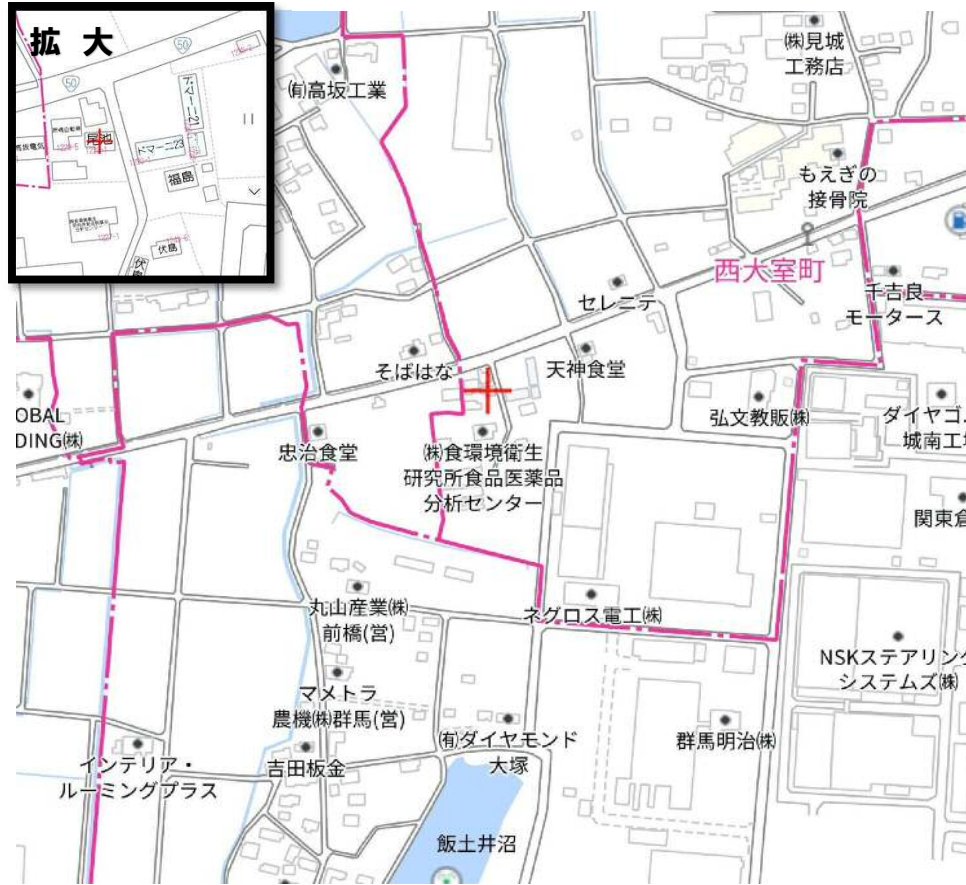 拡大
50
50
ドマーニ21
尾池
ドマーニ23
福島
伏島
(株)見城
工務店
(有)高坂工業
もえぎの
接骨院
西大室町
セレニテ
千吉良
モータース
そばはな
天神食堂
OBAL
DING(株)
忠治食堂
(株)食環境衛生
研究所食品医薬品
分析センター
弘文教販(株)
ダイヤゴ
城南工
関東倉
丸山産業(株)
前橋(営)
ネグロス電工(株)
NSKステアリング
システムズ(株)
マメトラ
農機(株)群馬(営)
(有)ダイヤモンド
大塚
群馬明治(株)
インテリア・
ルーミングプラス
吉田板金
飯土井沼